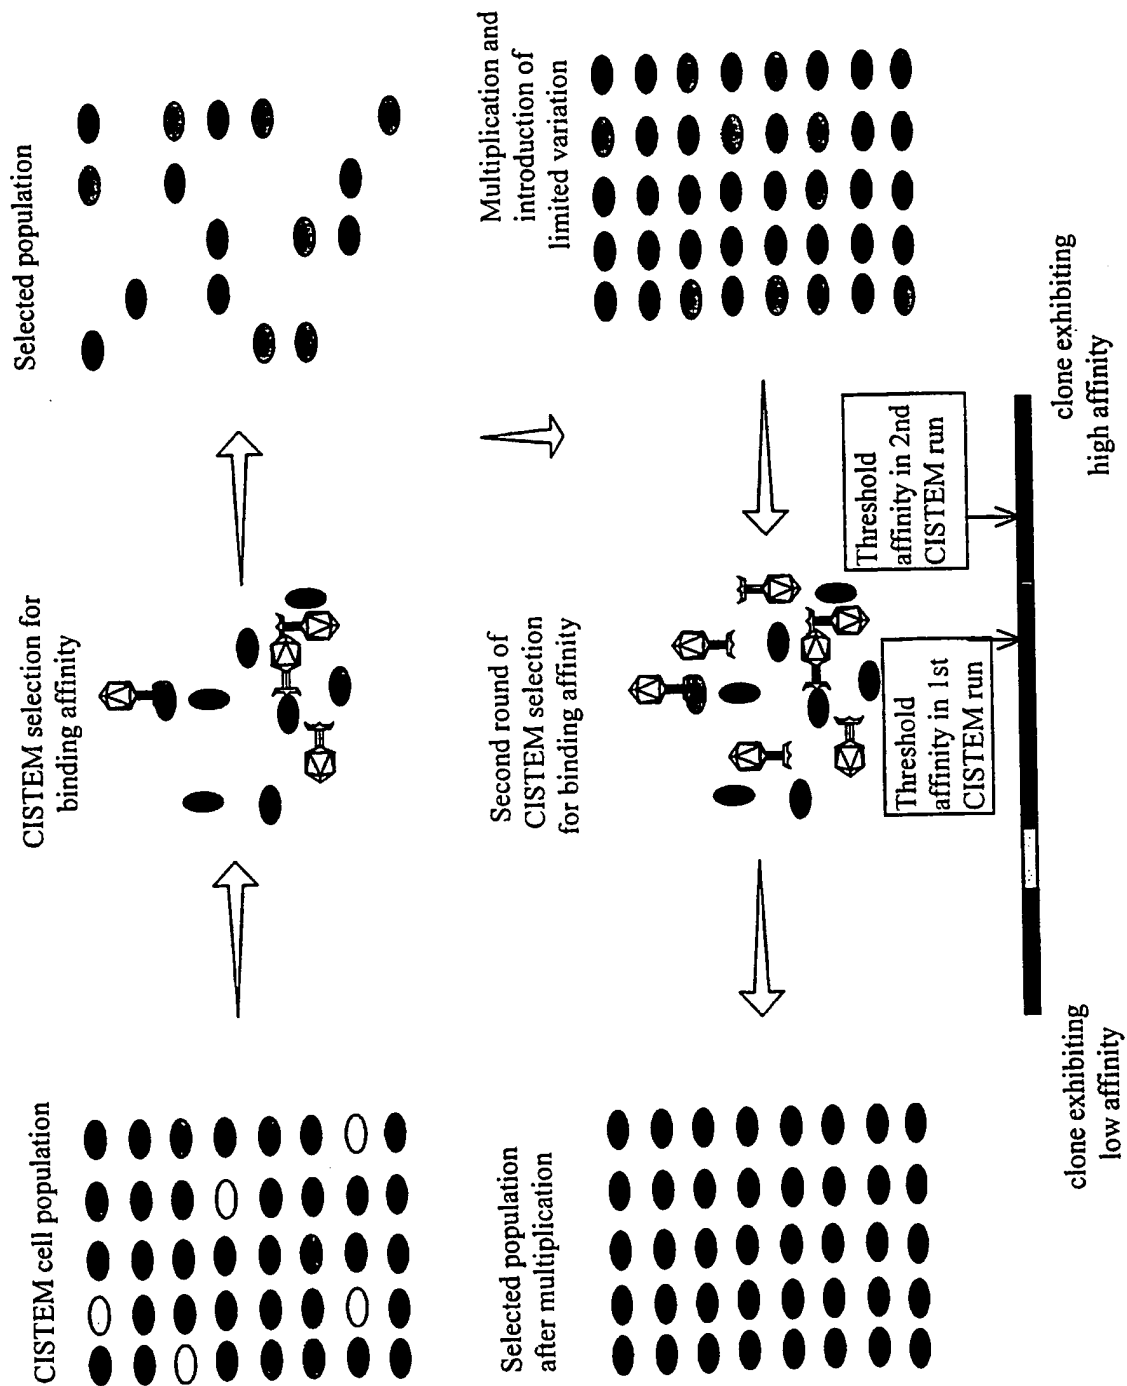 CISTEM cell population
CISTEM selection for
binding affinity
Selected population
Multiplication and
introduction of
limited variation
Second round of
CISTEM selection
for binding affinity
Selected population
after multiplication
Threshold
affinity in 1st
CISTEM run
Threshold
affinity in 2nd
CISTEM run
clone exhibiting
low affinity
clone exhibiting
high affinity